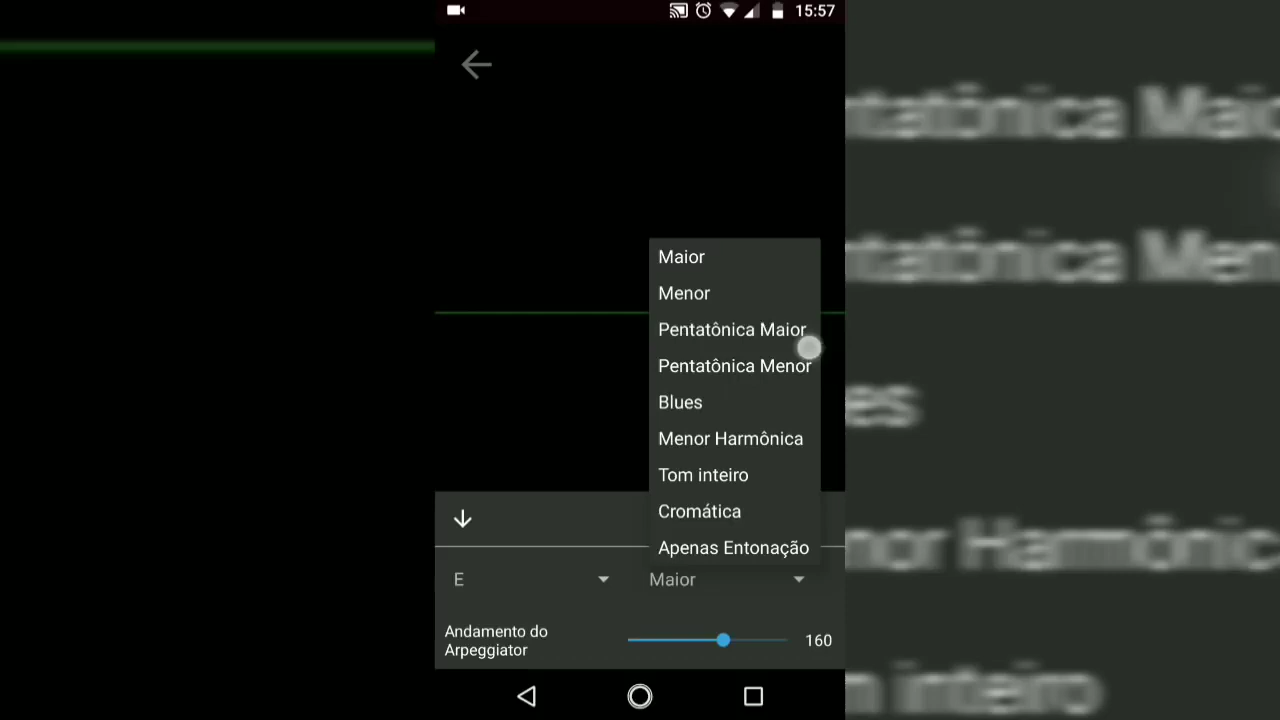 15:57
Maior
Menor
Pentatônica Maior
Pentatônica Menor
Blues
Menor Harmônica
Tom inteiro
Cromática
Apenas Entonação
E
Maior
Andamento do
Arpeggiator
160